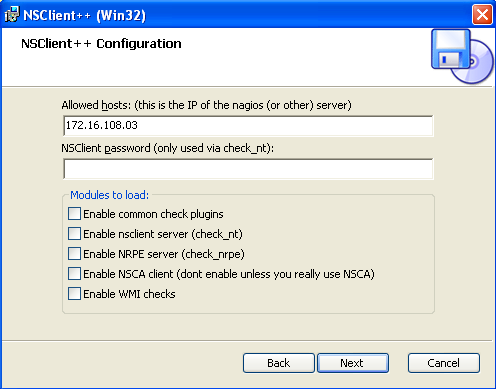 NSClient++ (Win32)
NSClient++ Configuration
Allowed hosts: (this is the IP of the nagios (or other) server)
172.16.108.03
NSClient password (only used via check_nt):
Modules to load:
Enable common check plugins
Enable nsclient server (check_nt)
Enable NRPE server (check_nrpe)
Enable NSCA client (dont enable unless you really use NSCA)
Enable WMI checks
Back Next Cancel